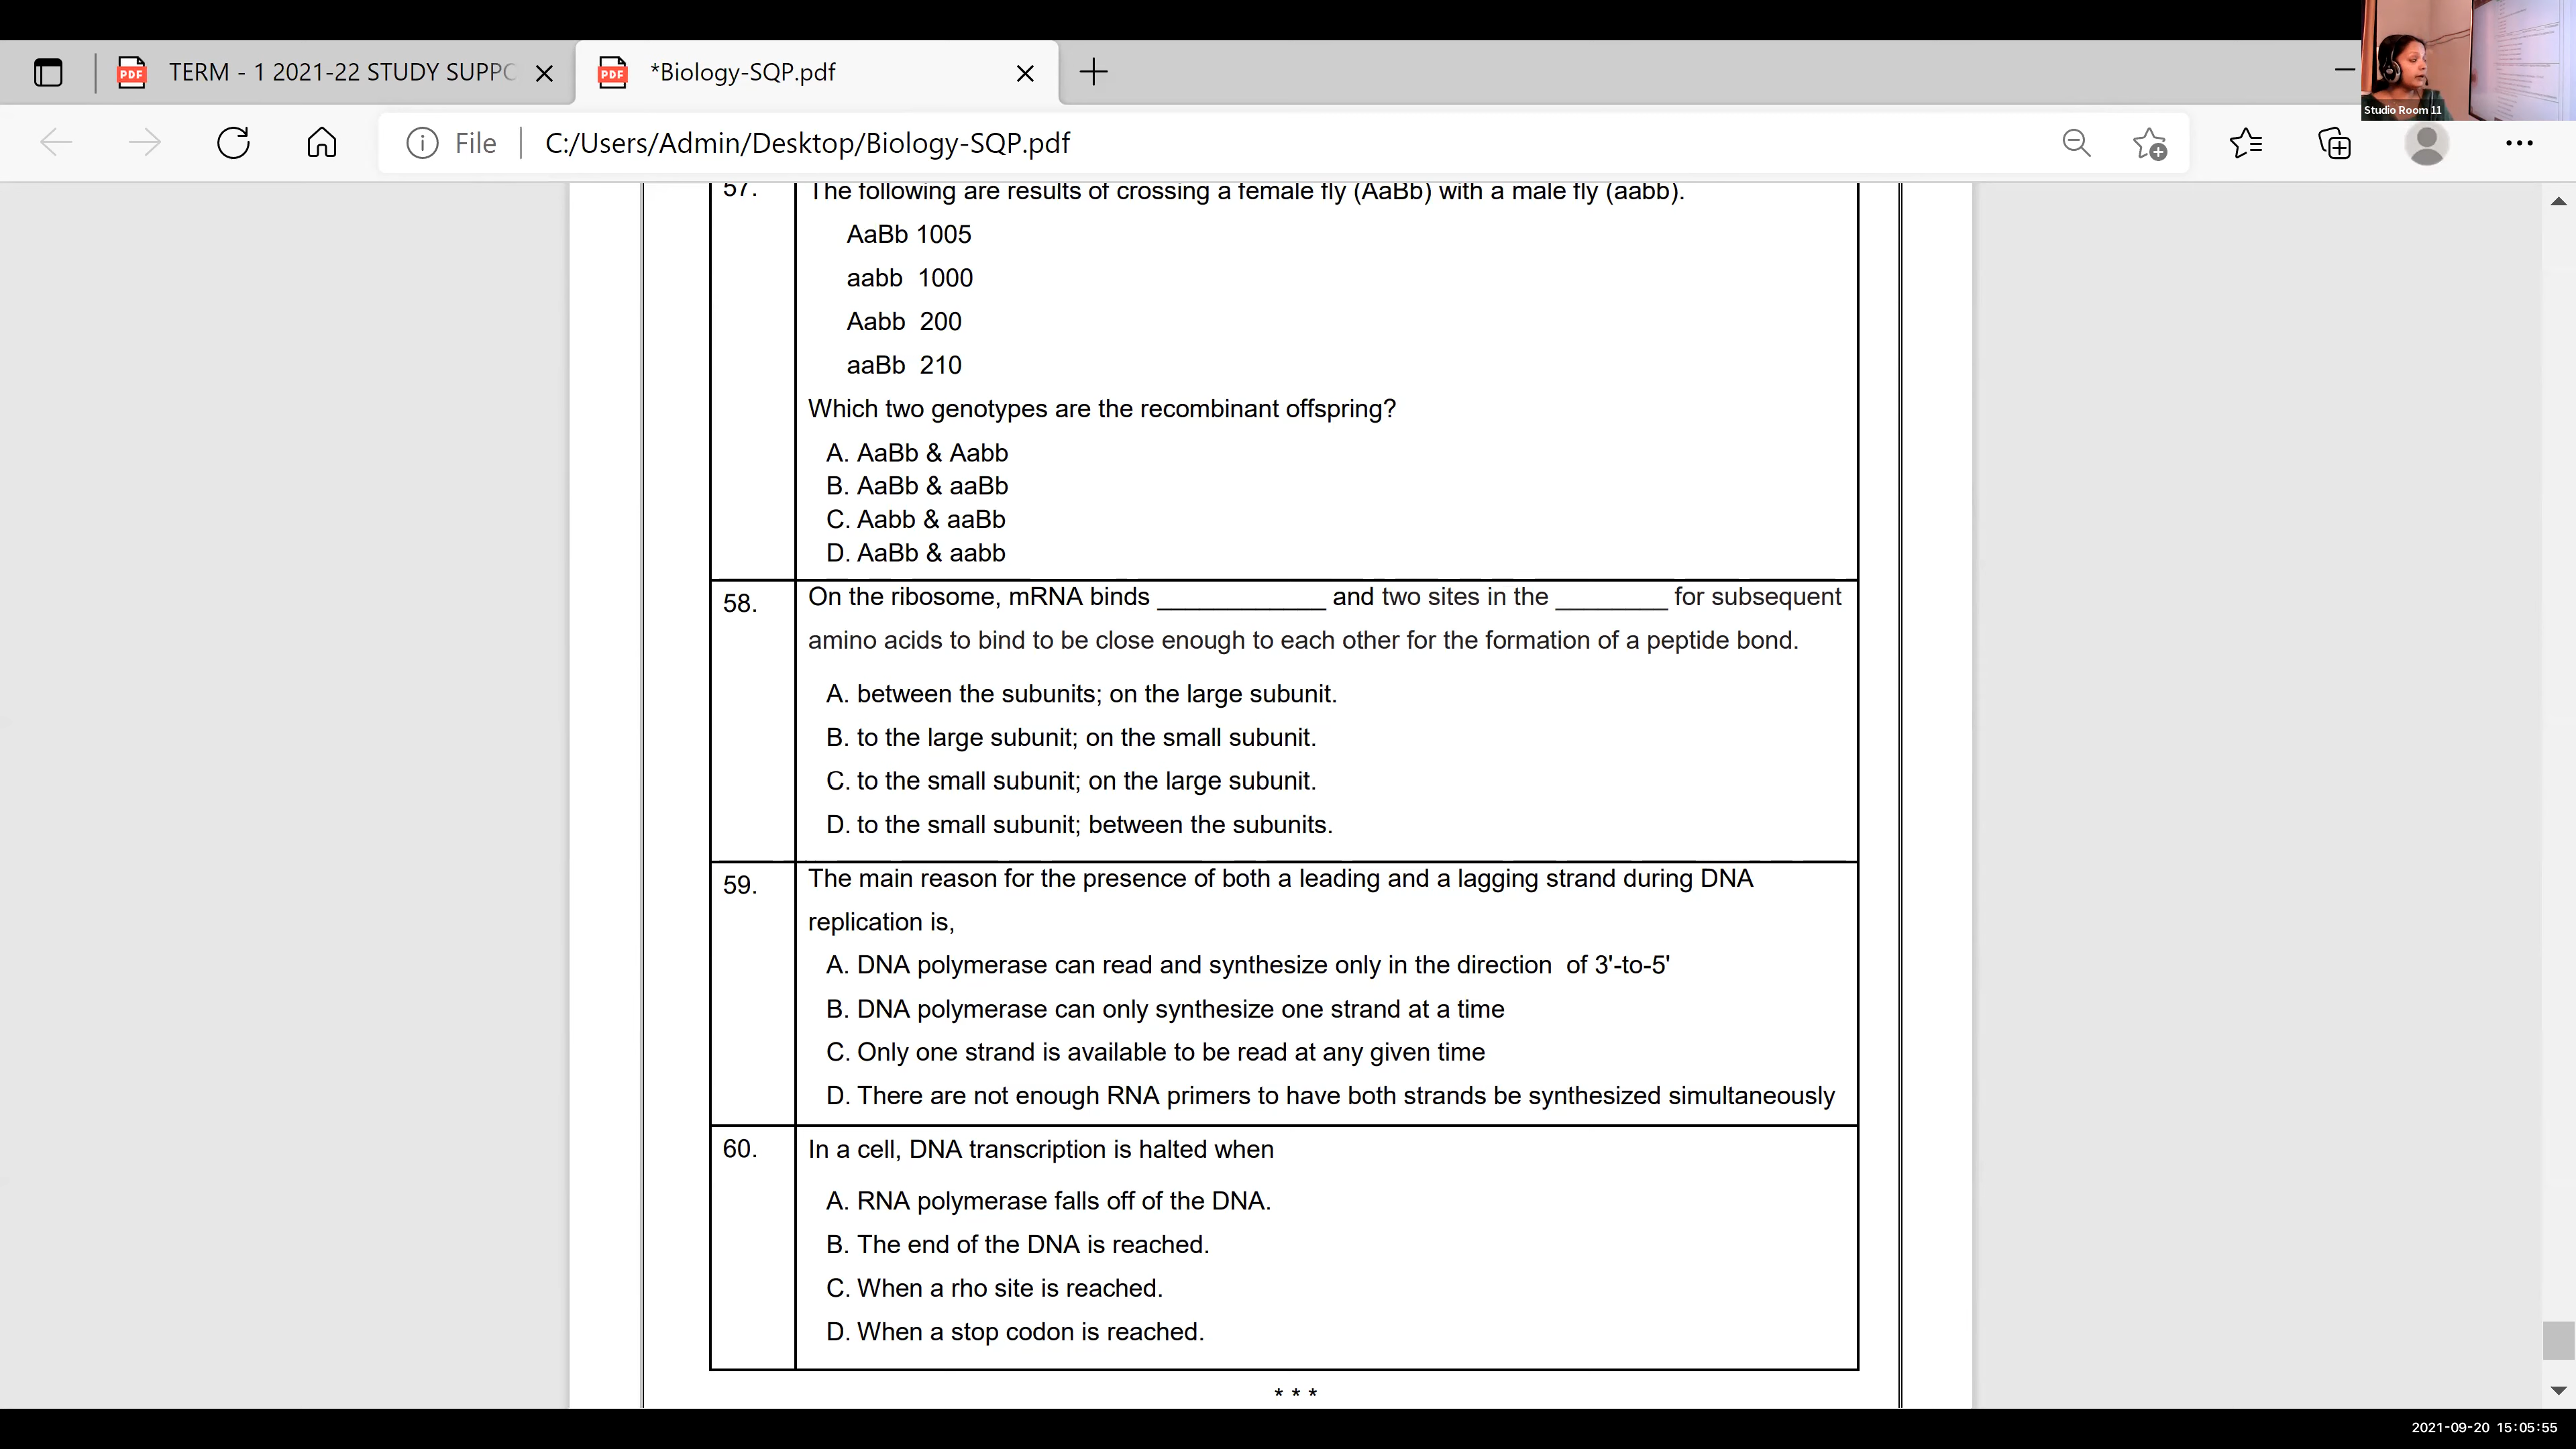 TERM - 1 2021-22 STUDY SUPPO
*Biology-SQP.pdf
Studio Room 11
File
C:/Users/Admin/Desktop/Biology-SQP.pdf
57. The following are results of crossing a female fly (AaBb) with a male fly (aabb).
AaBb 1005
aabb 1000
Aabb 200
aaBb 210
Which two genotypes are the recombinant offspring?
A. AaBb & Aabb
B. AaBb & aaBb
C. Aabb & aaBb
D. AaBb & aabb
58. On the ribosome, mRNA binds ____________ and two sites in the ________ for subsequent
amino acids to bind to be close enough to each other for the formation of a peptide bond.
A. between the subunits; on the large subunit.
B. to the large subunit; on the small subunit.
C. to the small subunit; on the large subunit.
D. to the small subunit; between the subunits.
59. The main reason for the presence of both a leading and a lagging strand during DNA
replication is,
A. DNA polymerase can read and synthesize only in the direction of 3'-to-5'
B. DNA polymerase can only synthesize one strand at a time
C. Only one strand is available to be read at any given time
D. There are not enough RNA primers to have both strands be synthesized simultaneously
60. In a cell, DNA transcription is halted when
A. RNA polymerase falls off of the DNA.
B. The end of the DNA is reached.
C. When a rho site is reached.
D. When a stop codon is reached.
* * *
2021-09-20 15:05:55